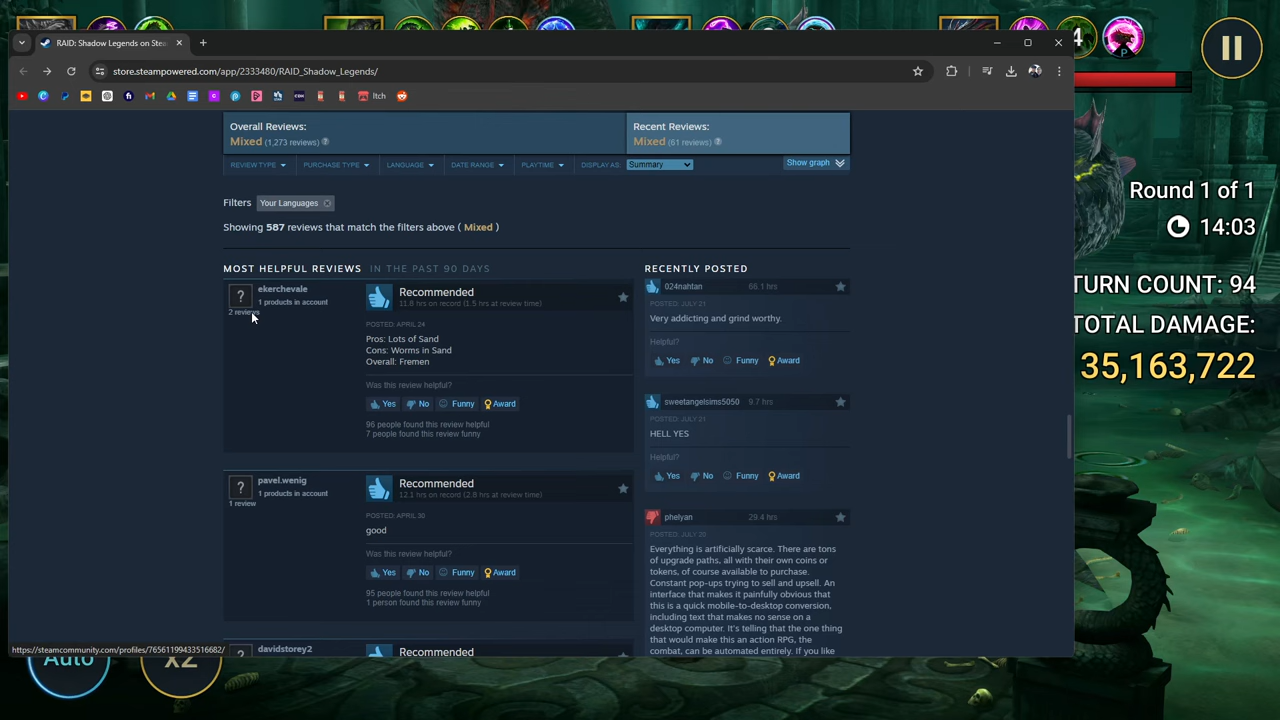 RAID: Shadow Legends on Stea
store.steampowered.com/app/2333480/RAID_Shadow_Legends/
Itch
Overall Reviews:
Mixed (1,273 reviews)
Recent Reviews:
Mixed (61 reviews)
REVIEW TYPE PURCHASE TYPE LANGUAGE DATE RANGE PLAYTIME DISPLAY AS: Summary Show graph
Filters Your Languages
Showing 587 reviews that match the filters above ( Mixed )
MOST HELPFUL REVIEWS IN THE PAST 90 DAYS
ekerchevale
1 products in account
2 reviews
Recommended
11.8 hrs on record (1.5 hrs at review time)
POSTED: APRIL 24
Pros: Lots of Sand
Cons: Worms in Sand
Overall: Fremen
Was this review helpful?
Yes No Funny Award
96 people found this review helpful
7 people found this review funny
pavel.wenig
1 products in account
1 review
Recommended
12.1 hrs on record (2.8 hrs at review time)
POSTED: APRIL 30
good
Was this review helpful?
Yes No Funny Award
95 people found this review helpful
1 person found this review funny
davidstorey2
Recommended
RECENTLY POSTED
024nahtan 66.1 hrs
POSTED: JULY 21
Very addicting and grind worthy.
Helpful?
Yes No Funny Award
sweetangelsims5050 9.7 hrs
POSTED: JULY 21
HELL YES
Helpful?
Yes No Funny Award
phelyan 29.4 hrs
POSTED: JULY 20
Everything is artificially scarce. There are tons
of upgrade paths, all with their own coins or
tokens, of course available to purchase.
Constant pop-ups trying to sell and upsell. An
interface that makes it painfully obvious that
this is a quick mobile-to-desktop conversion,
including text that makes no sense on a
desktop computer. It's telling that the one thing
that would make this an action RPG, the
combat, can be automated entirely. If you like
https://steamcommunity.com/profiles/76561199433516682/
4
P
Round 1 of 1
14:03
TURN COUNT: 94
TOTAL DAMAGE:
35,163,722
Auto
X2